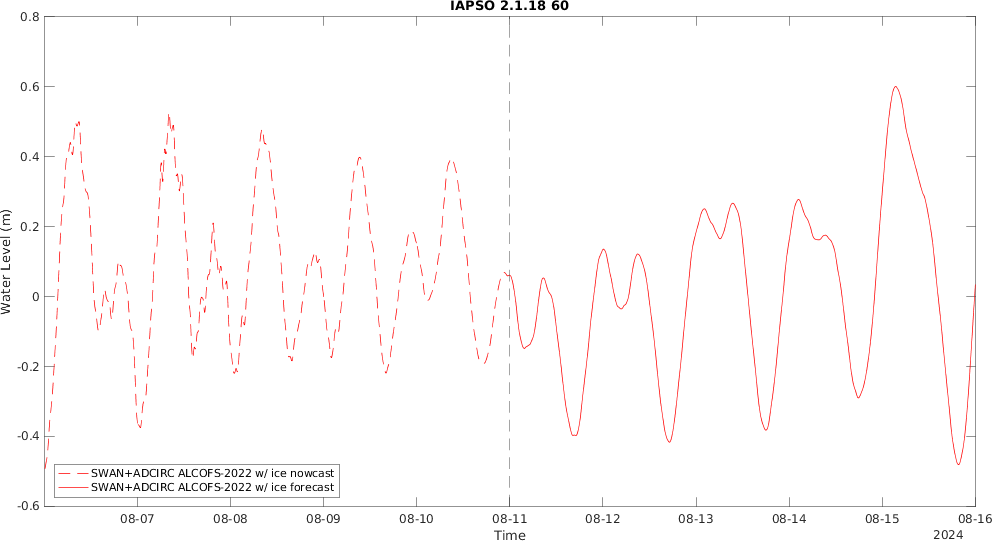 IAPSO 2.1.18 60
Water Level (m)
0.8
0.6
0.4
0.2
0
-0.2
-0.4
-0.6
SWAN+ADCIRC ALCOFS-2022 w/ ice nowcast
SWAN+ADCIRC ALCOFS-2022 w/ ice forecast
08-07 08-08 08-09 08-10 08-11 08-12 08-13 08-14 08-15 08-16
Time
2024